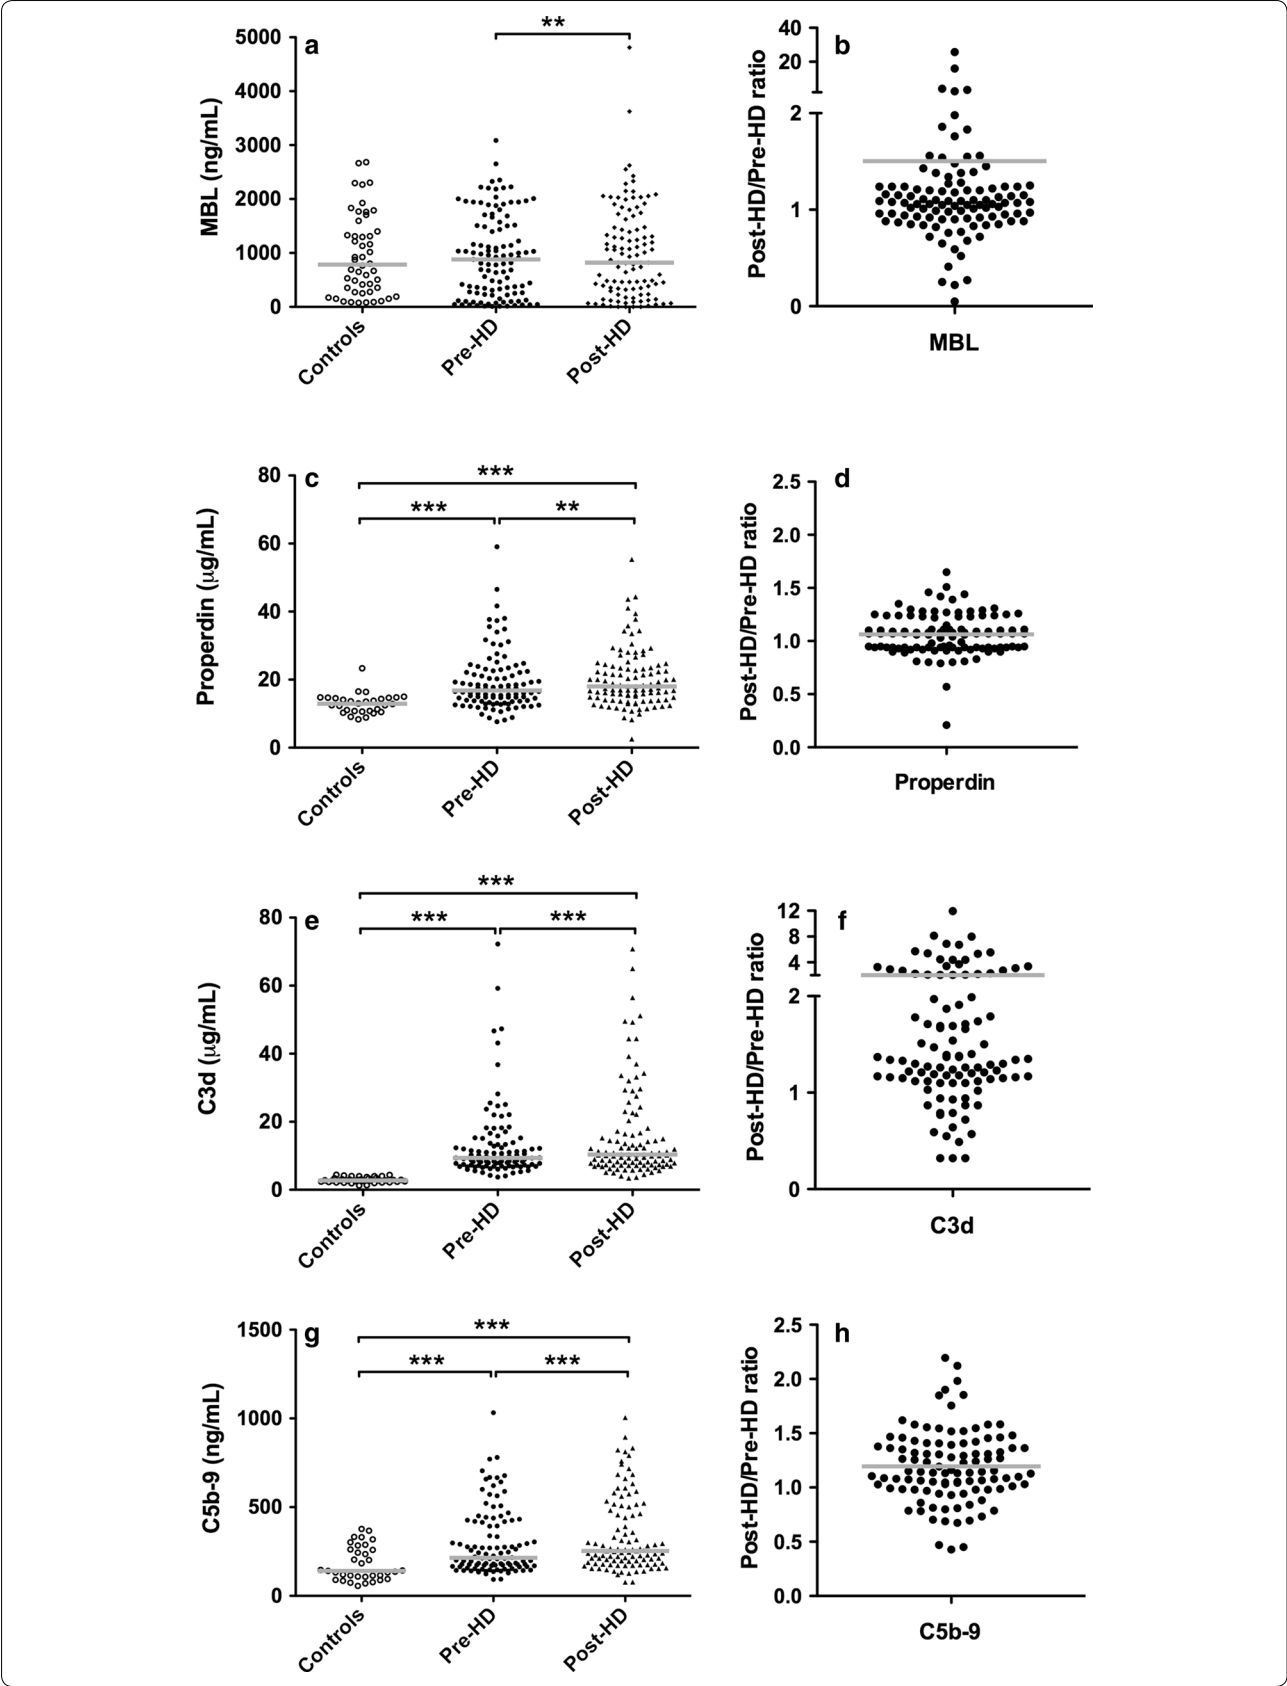 a
**
MBL (ng/mL)
5000
4000
3000
2000
1000
0
Controls
Pre-HD
Post-HD
b
Post-HD/Pre-HD ratio
40
20
2
1
0
MBL
c
***
***
**
Properdin (µg/mL)
80
60
40
20
0
Controls
Pre-HD
Post-HD
d
Post-HD/Pre-HD ratio
2.5
2.0
1.5
1.0
0.5
0.0
Properdin
e
***
***
***
C3d (µg/mL)
80
60
40
20
0
Controls
Pre-HD
Post-HD
f
Post-HD/Pre-HD ratio
12
8
4
2
1
0
C3d
g
***
***
***
C5b-9 (ng/mL)
1500
1000
500
0
Controls
Pre-HD
Post-HD
h
Post-HD/Pre-HD ratio
2.5
2.0
1.5
1.0
0.5
0.0
C5b-9